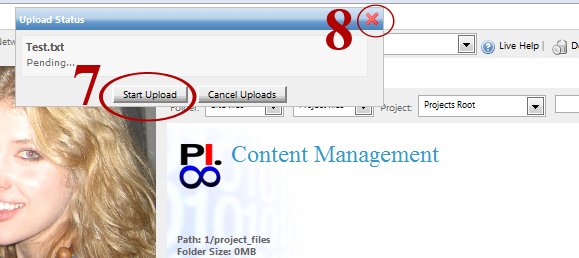 Upload Status
8
Test.txt
Pending...
7
Start Upload
Cancel Uploads
Live Help |
Folder:
Project:
Projects Root
PI.
Content Management
Path: 1/project_files
Folder Size: 0MB